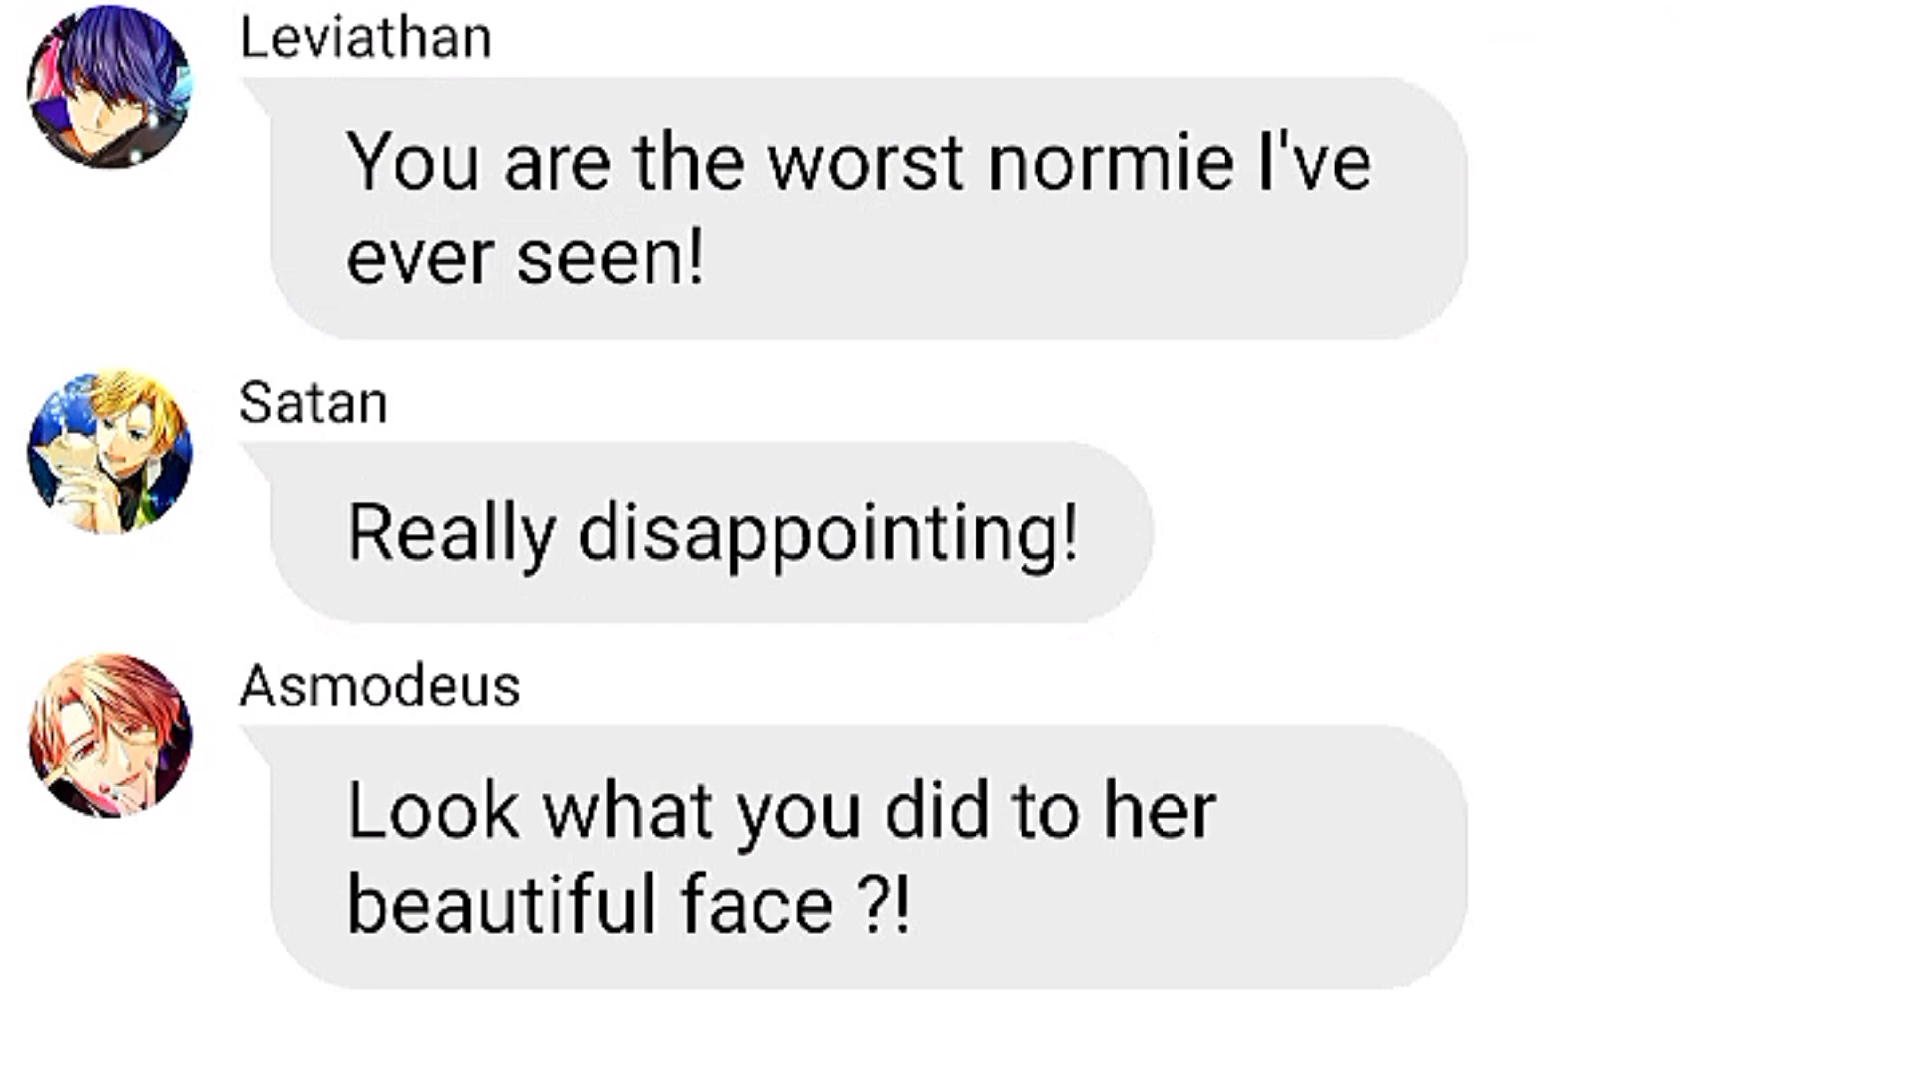 Leviathan
You are the worst normie I've
ever seen!
Satan
Really disappointing!
Asmodeus
Look what you did to her
beautiful face ?!